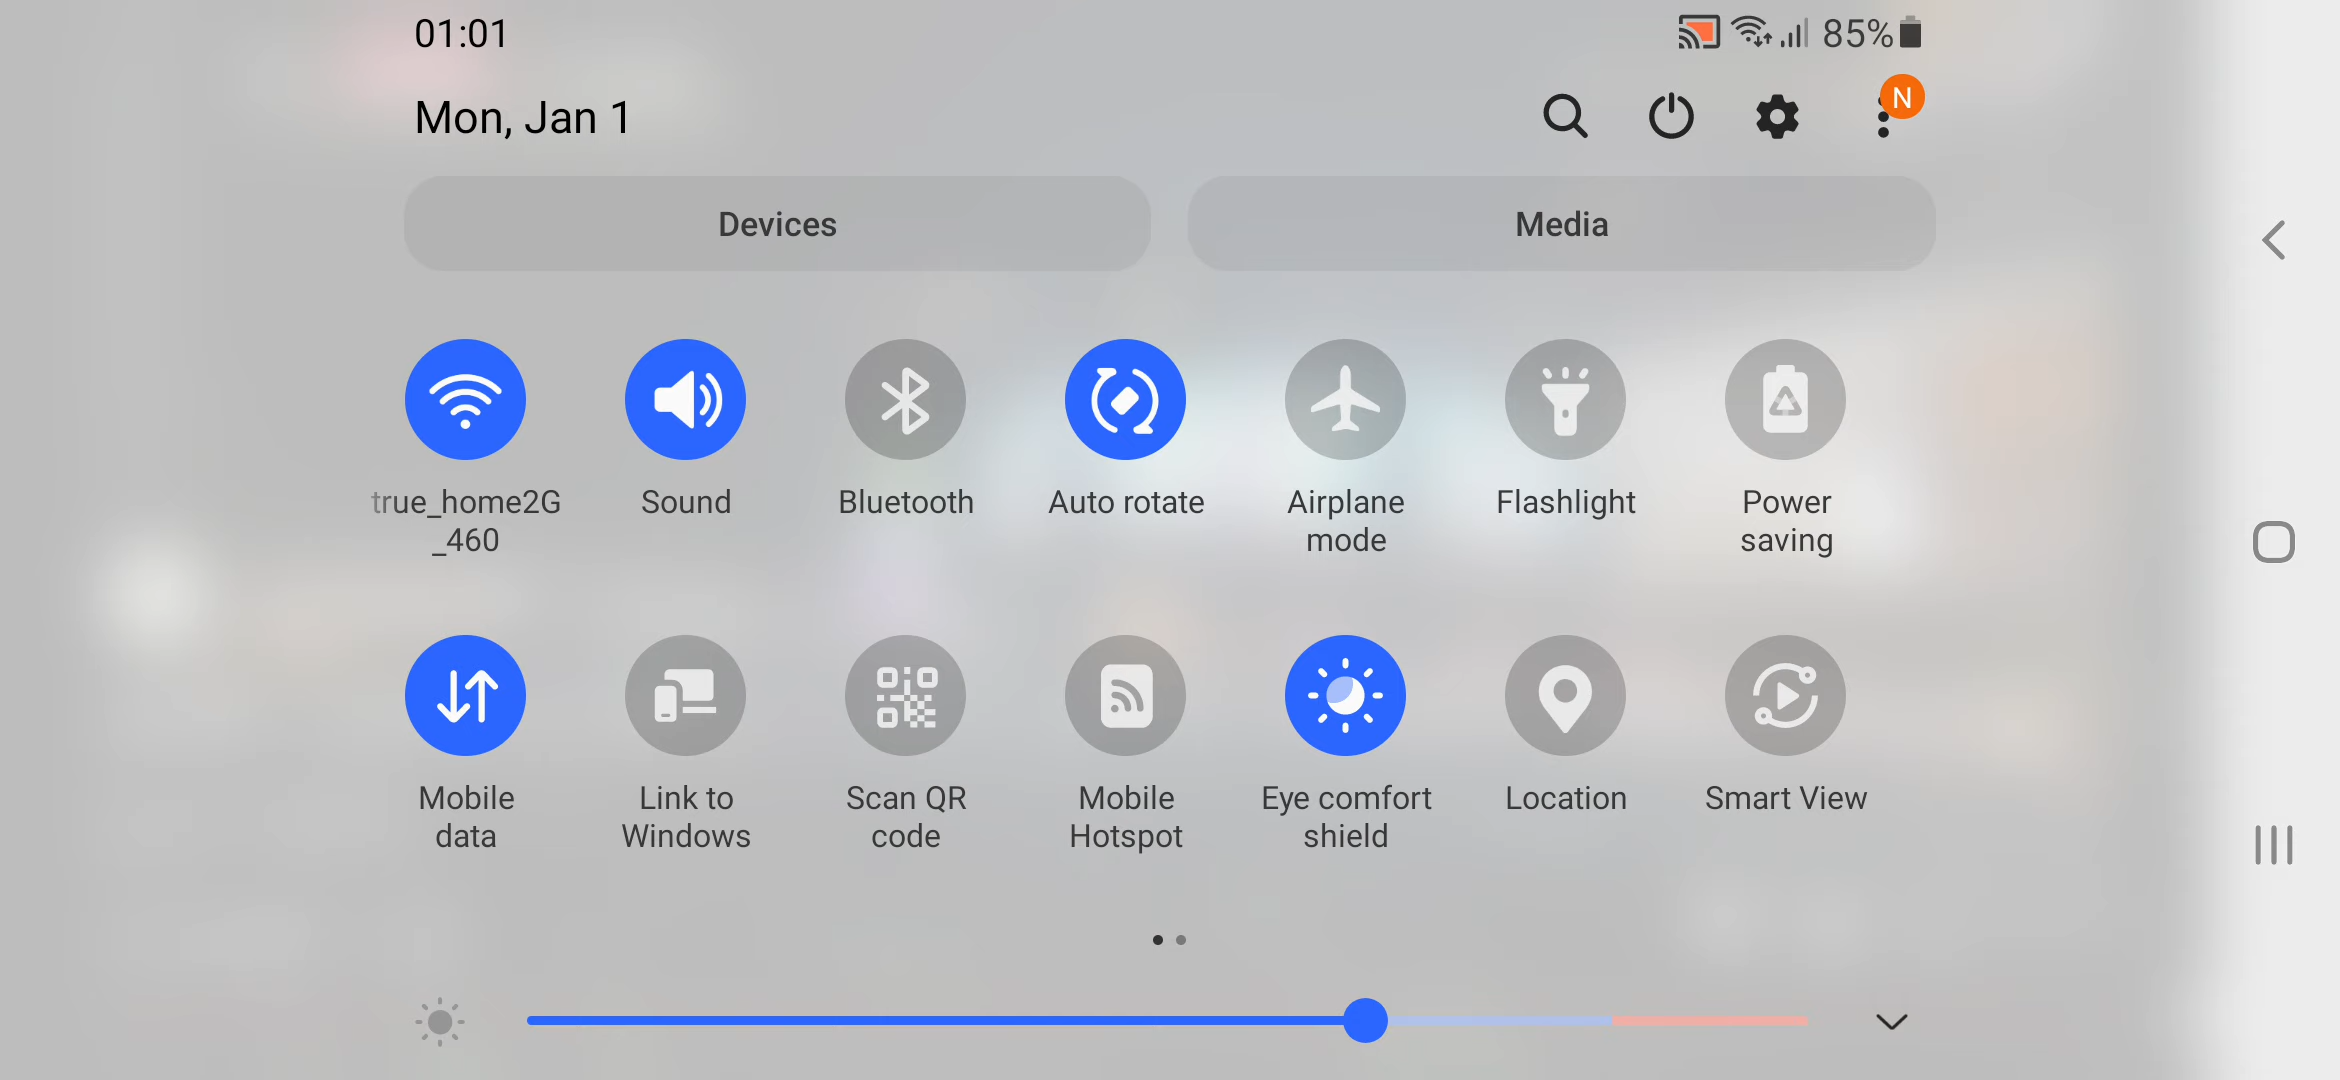 01:01
85%
Mon, Jan 1
N
Devices
Media
true_home2G
_460
Sound
Bluetooth
Auto rotate
Airplane
mode
Flashlight
Power
saving
Mobile
data
Link to
Windows
Scan QR
code
Mobile
Hotspot
Eye comfort
shield
Location
Smart View